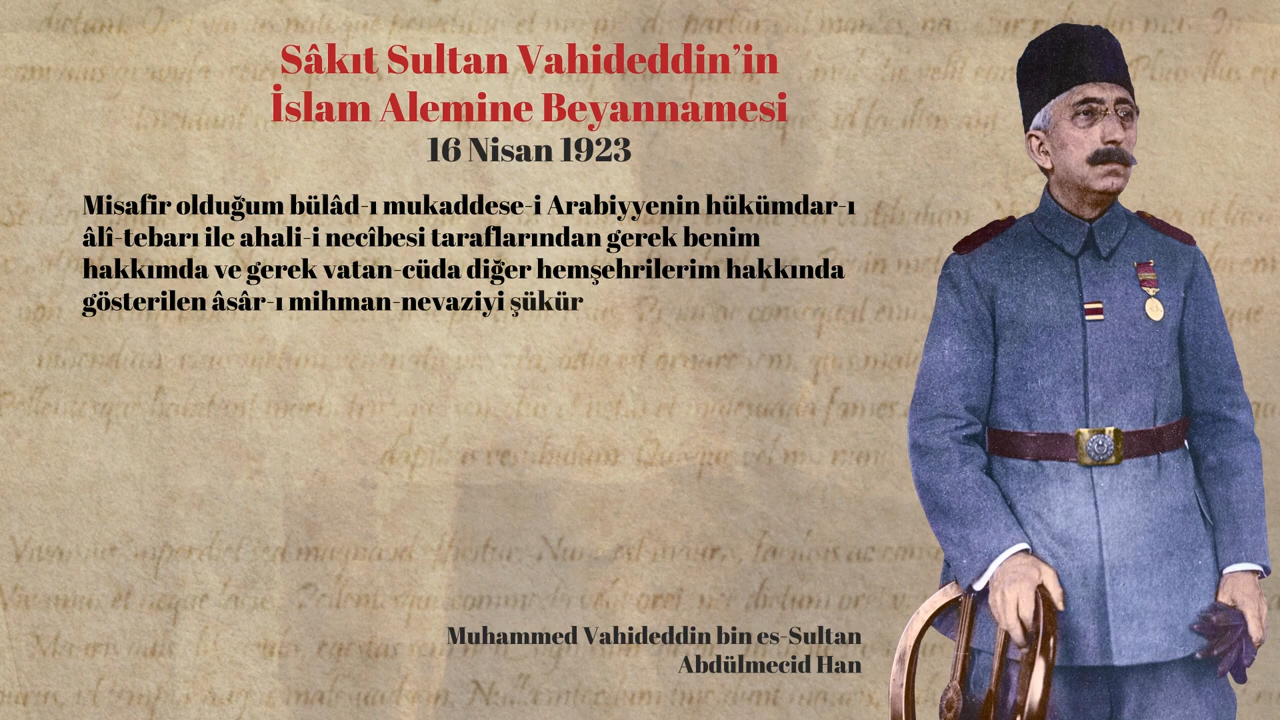 Sâkıt Sultan Vahideddin’in
İslam Alemine Beyannamesi
16 Nisan 1923
Misafir olduğum bülâd-ı mukaddese-i Arabiyyenin hükümdar-ı
âlî-tebarı ile ahali-i necîbesi taraflarından gerek benim
hakkımda ve gerek vatan-cüda diğer hemşehrilerim hakkında
gösterilen âsâr-ı mihman-nevaziyi şükür
Muhammed Vahideddin bin es-Sultan
Abdülmecid Han